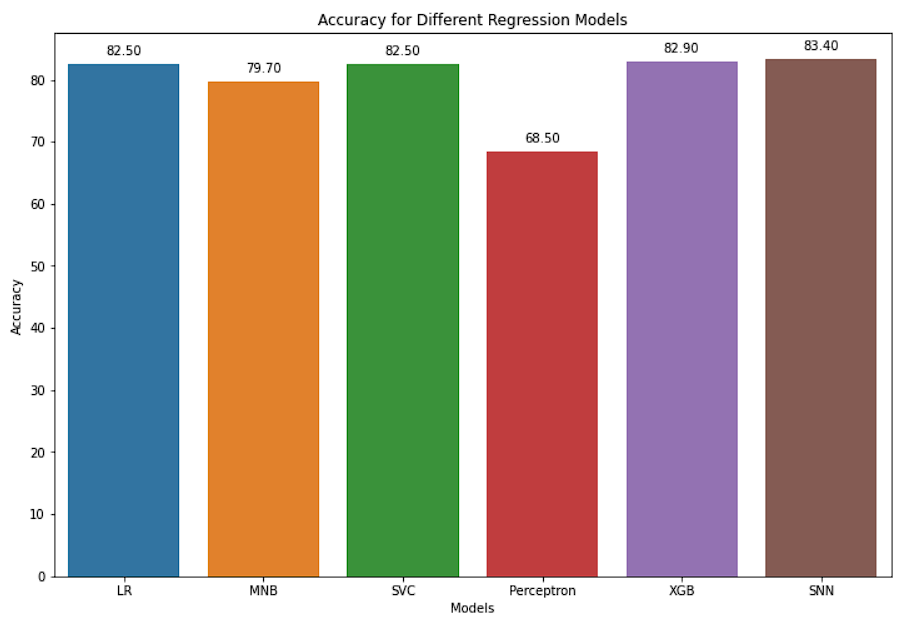 Accuracy for Different Regression Models
82.50
79.70
82.50
68.50
82.90
83.40
Accuracy
80
70
60
50
40
30
20
10
0
LR
MNB
SVC
Perceptron
XGB
SNN
Models